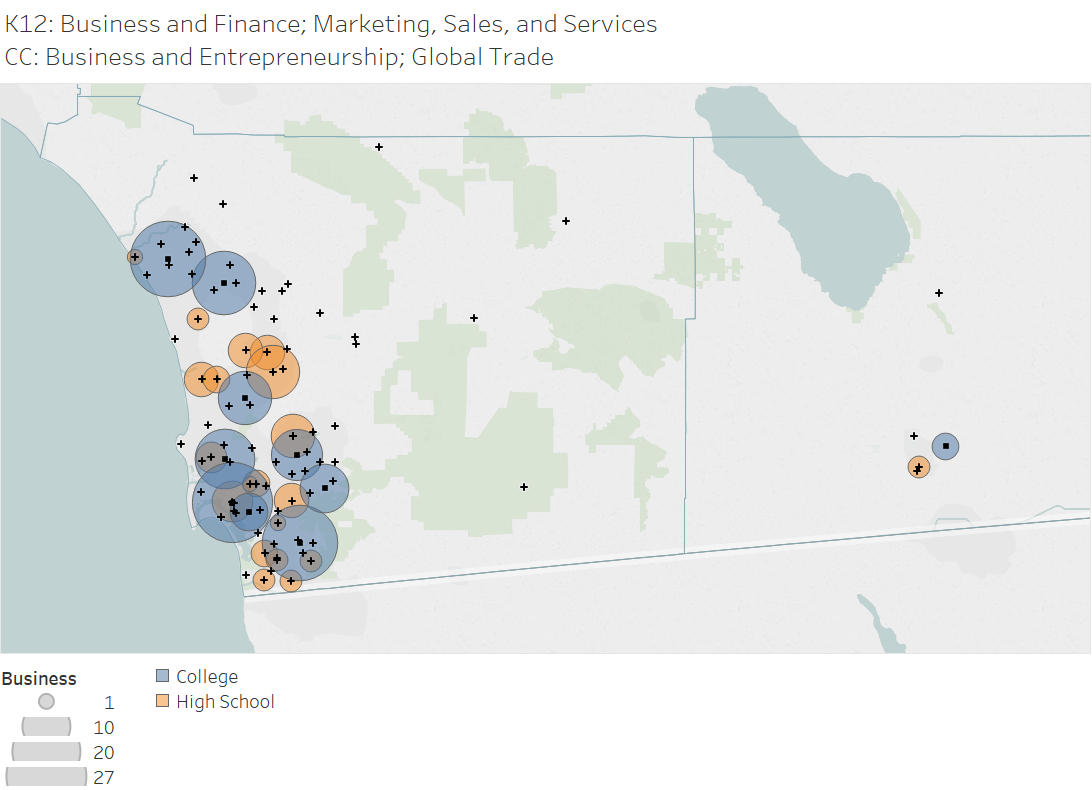 K12: Business and Finance; Marketing, Sales, and Services
CC: Business and Entrepreneurship; Global Trade
Business
1
10
20
27
College
High School